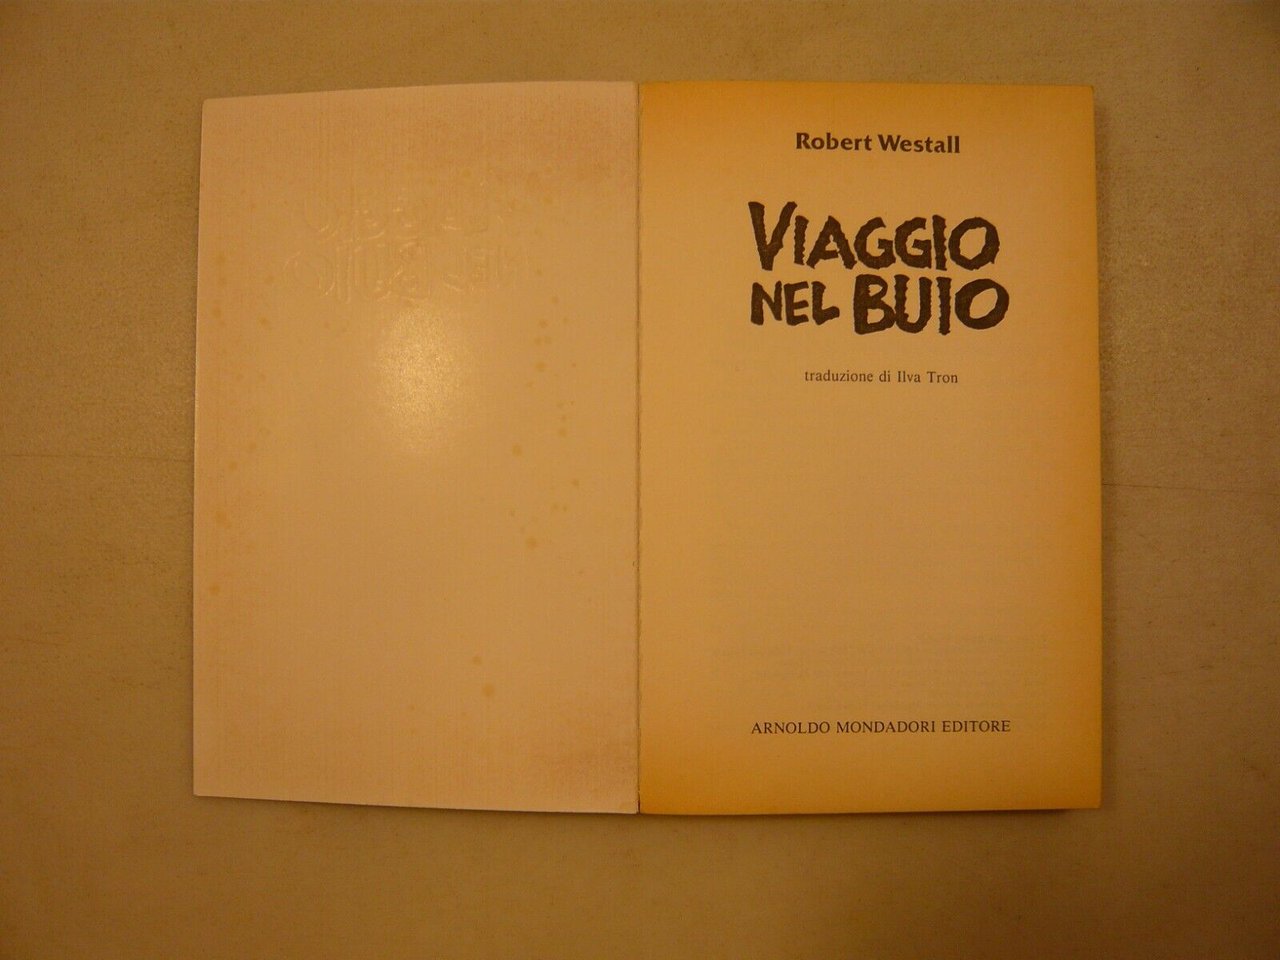 Robert Westall
VIAGGIO
NEL BUIO
traduzione di Ilva Tron
ARNOLDO MONDADORI EDITORE